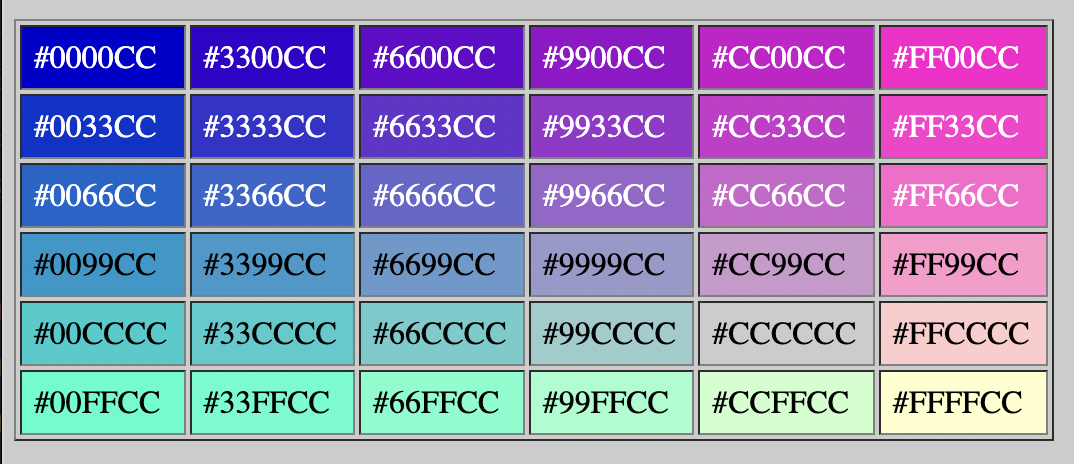 #0000CC #3300CC #6600CC #9900CC #CC00CC #FF00CC
#0033CC #3333CC #6633CC #9933CC #CC33CC #FF33CC
#0066CC #3366CC #6666CC #9966CC #CC66CC #FF66CC
#0099CC #3399CC #6699CC #9999CC #CC99CC #FF99CC
#00CCCC #33CCCC #66CCCC #99CCCC #CCCCCC #FFCCCC
#00FFCC #33FFCC #66FFCC #99FFCC #CCFFCC #FFFFCC